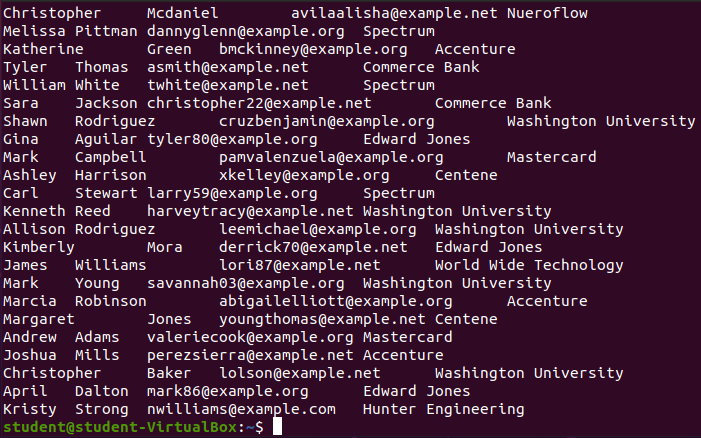 Christopher Mcdaniel avilaalisha@example.net Nueroflow
Melissa Pittman dannyglenn@example.org Spectrum
Katherine Green bmckinney@example.org Accenture
Tyler Thomas asmith@example.net Commerce Bank
William White twhite@example.net Spectrum
Sara Jackson christopher22@example.net Commerce Bank
Shawn Rodriguez cruzbenjamin@example.org Washington University
Gina Aguilar tyler80@example.org Edward Jones
Mark Campbell pamvalenzuela@example.org Mastercard
Ashley Harrison xkelley@example.org Centene
Carl Stewart larry59@example.org Spectrum
Kenneth Reed harveytracy@example.net Washington University
Allison Rodriguez leemichael@example.org Washington University
Kimberly Mora derrick70@example.net Edward Jones
James Williams lori87@example.net World Wide Technology
Mark Young savannah03@example.org Washington University
Marcia Robinson abigailelliott@example.org Accenture
Margaret Jones youngthomas@example.net Centene
Andrew Adams valeriecook@example.org Mastercard
Joshua Mills perezsierra@example.net Accenture
Christopher Baker lolson@example.net Washington University
April Dalton mark86@example.org Edward Jones
Kristy Strong nwilliams@example.com Hunter Engineering
student@student-VirtualBox:~$